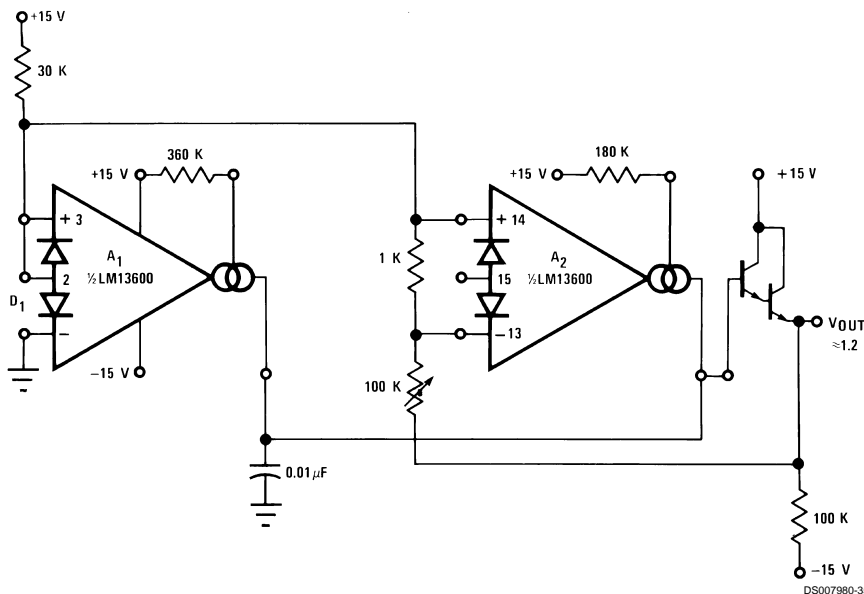 +15 V
30 K
+15 V
360 K
+ 3
A1
½LM13600
2
D1
−
−15 V
0.01 μF
1 K
100 K
+15 V
180 K
+ 14
A2
½LM13600
15
−13
+15 V
VOUT
≈1.2
100 K
−15 V
DS007980-3